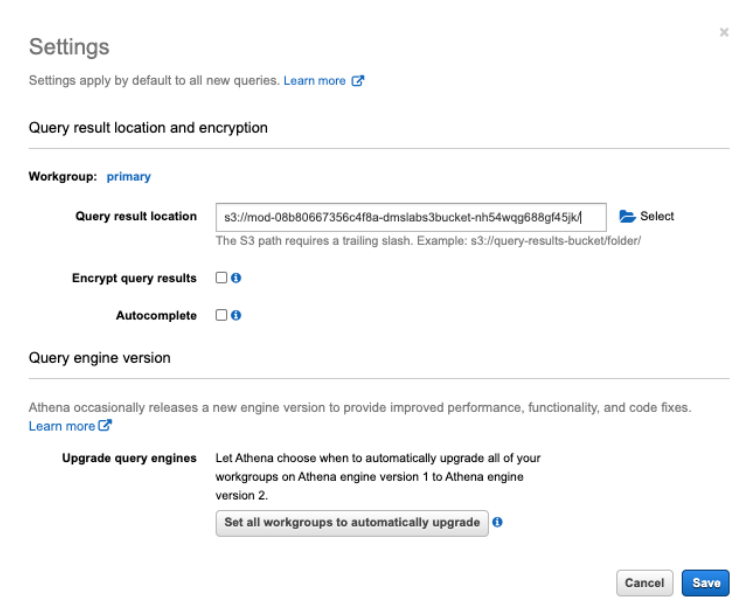 Settings
Settings apply by default to all new queries. Learn more
Query result location and encryption
Workgroup: primary
Query result location s3://mod-08b80667356c4f8a-dmslabs3bucket-nh54wqg688gf45jk/ Select
The S3 path requires a trailing slash. Example: s3://query-results-bucket/folder/
Encrypt query results
Autocomplete
Query engine version
Athena occasionally releases a new engine version to provide improved performance, functionality, and code fixes.
Learn more
Upgrade query engines Let Athena choose when to automatically upgrade all of your
workgroups on Athena engine version 1 to Athena engine
version 2.
Set all workgroups to automatically upgrade
Cancel Save